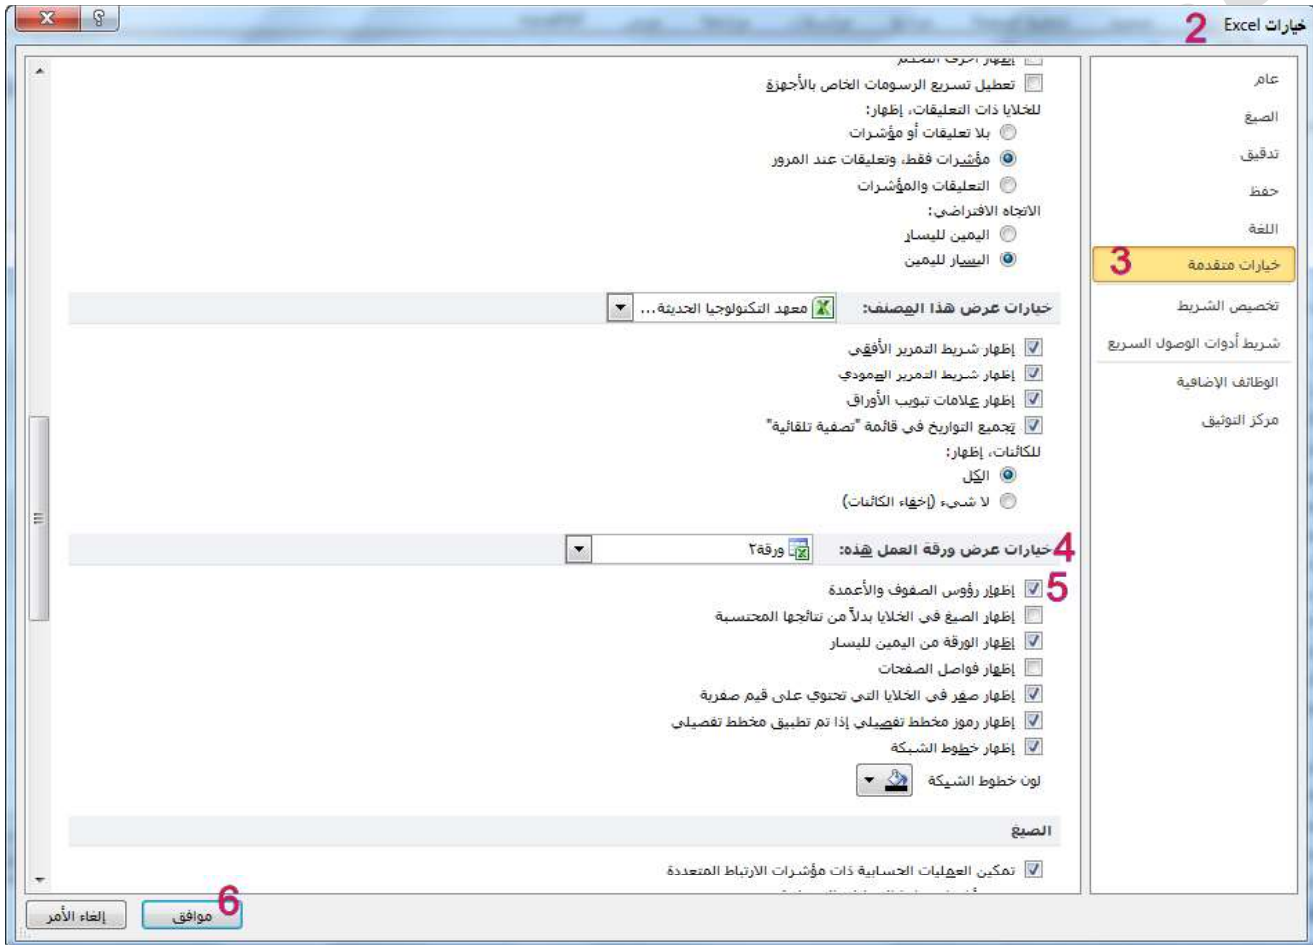 خيارات Excel 2
عام
الصيغ
تدقيق
حفظ
اللغة
خيارات متقدمة 3
تخصيص الشريط
شريط أدوات الوصول السريع
الوظائف الإضافية
مركز التوثيق
إظهار أحرف التحكم
تعطيل تسريع الرسومات الخاص بالأجهزة
للخلايا ذات التعليقات، إظهار:
بلا تعليقات أو مؤشرات
مؤشرات فقط، وتعليقات عند المرور
التعليقات والمؤشرات
الاتجاه الافتراضي:
اليمين لليسار
اليسار لليمين
خيارات عرض هذا المصنف: معهد التكنولوجيا الحديثة...
إظهار شريط التمرير الأفقي
إظهار شريط التمرير العمودي
إظهار علامات تبويب الأوراق
تجميع التواريخ في قائمة "تصفية تلقائية"
للكائنات، إظهار:
الكل
لا شيء (إخفاء الكائنات)
4 خيارات عرض ورقة العمل هذه: ورقة٢
5 إظهار رؤوس الصفوف والأعمدة
إظهار الصيغ في الخلايا بدلاً من نتائجها المحتسبة
إظهار الورقة من اليمين لليسار
إظهار فواصل الصفحات
إظهار صفر في الخلايا التي تحتوي على قيم صفرية
إظهار رموز مخطط تفصيلي إذا تم تطبيق مخطط تفصيلي
إظهار خطوط الشبكة
لون خطوط الشبكة
الصيغ
تمكين العمليات الحسابية ذات مؤشرات الارتباط المتعددة
6 موافق
إلغاء الأمر